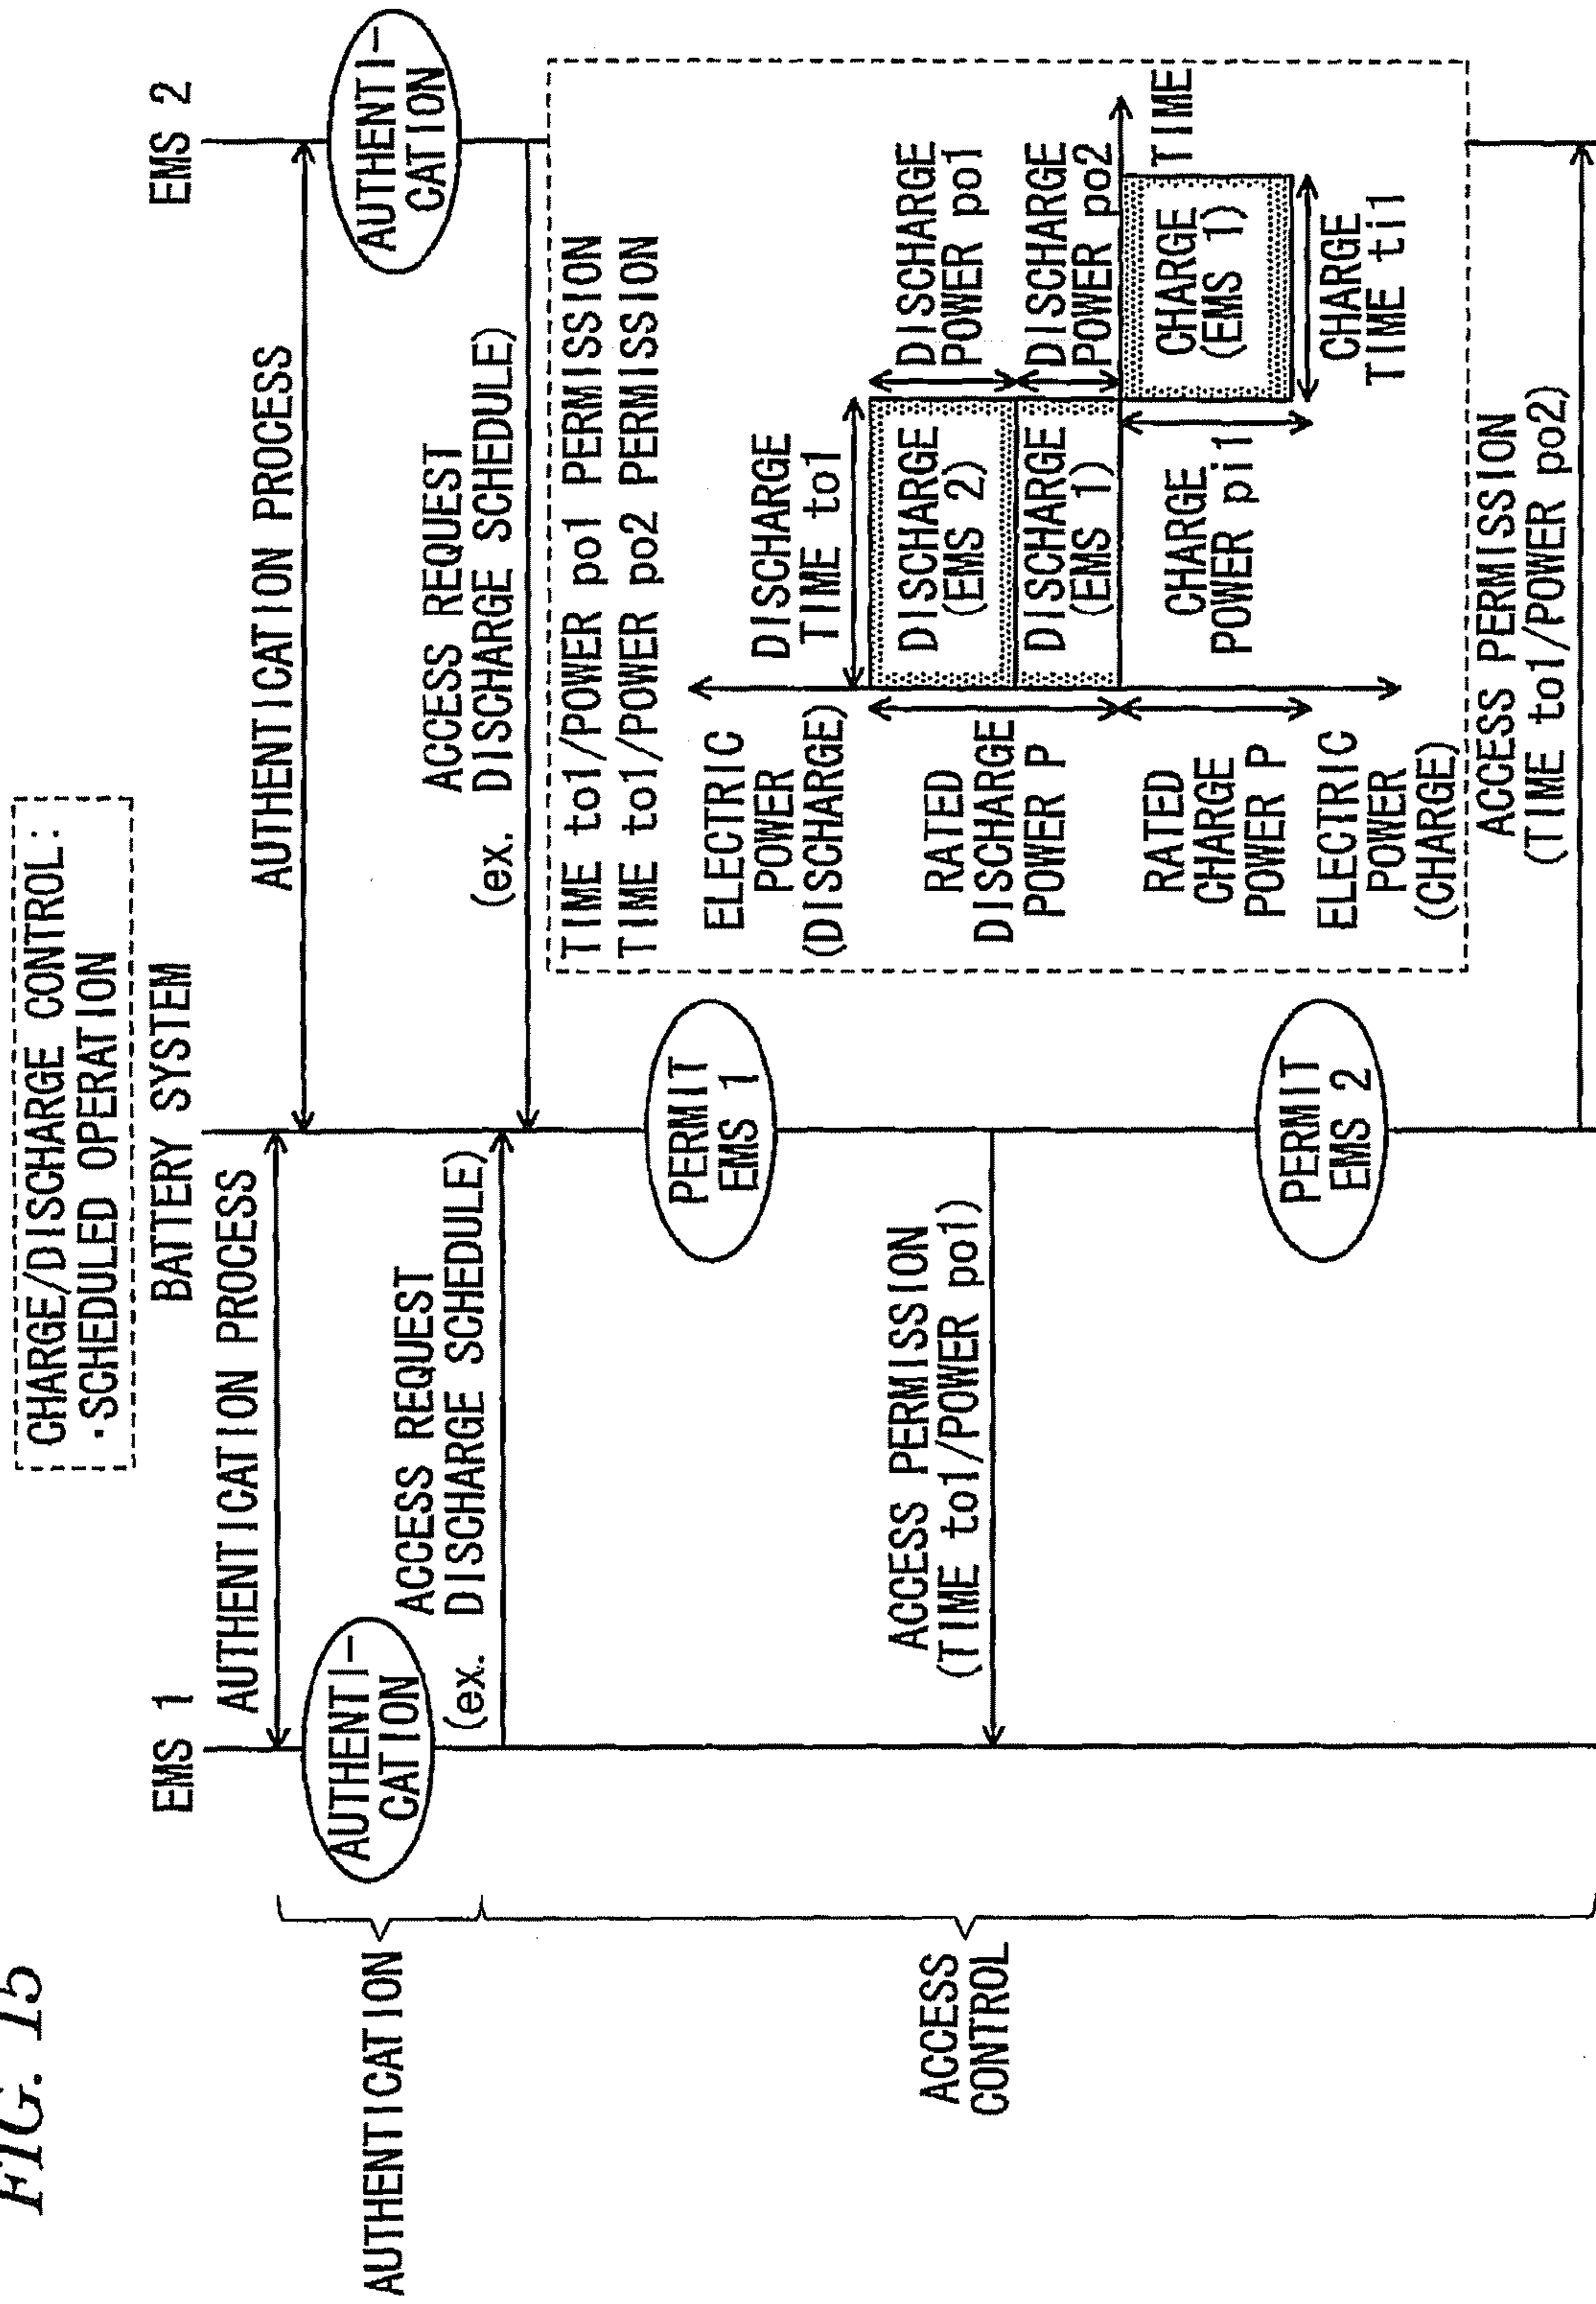 FIG. 15
CHARGE/DISCHARGE CONTROL:
・SCHEDULED OPERATION
EMS 1
BATTERY SYSTEM
EMS 2
AUTHENTICATION PROCESS
AUTHENTICATION PROCESS
AUTHENTICATION
AUTHENTI-
CATION
AUTHENTI-
CATION
ACCESS REQUEST
(ex. DISCHARGE SCHEDULE)
ACCESS REQUEST
(ex. DISCHARGE SCHEDULE)
ACCESS
CONTROL
PERMIT
EMS 1
TIME to1/POWER po1 PERMISSION
TIME to1/POWER po2 PERMISSION
ELECTRIC
POWER
(DISCHARGE)
DISCHARGE
TIME to1
RATED
DISCHARGE
POWER P
DISCHARGE
(EMS 2)
DISCHARGE
POWER po1
DISCHARGE
(EMS 1)
DISCHARGE
POWER po2
TIME
RATED
CHARGE
POWER P
CHARGE
POWER pi1
CHARGE
(EMS 1)
CHARGE
TIME ti1
ELECTRIC
POWER
(CHARGE)
ACCESS PERMISSION
(TIME to1/POWER po1)
PERMIT
EMS 2
ACCESS PERMISSION
(TIME to1/POWER po2)